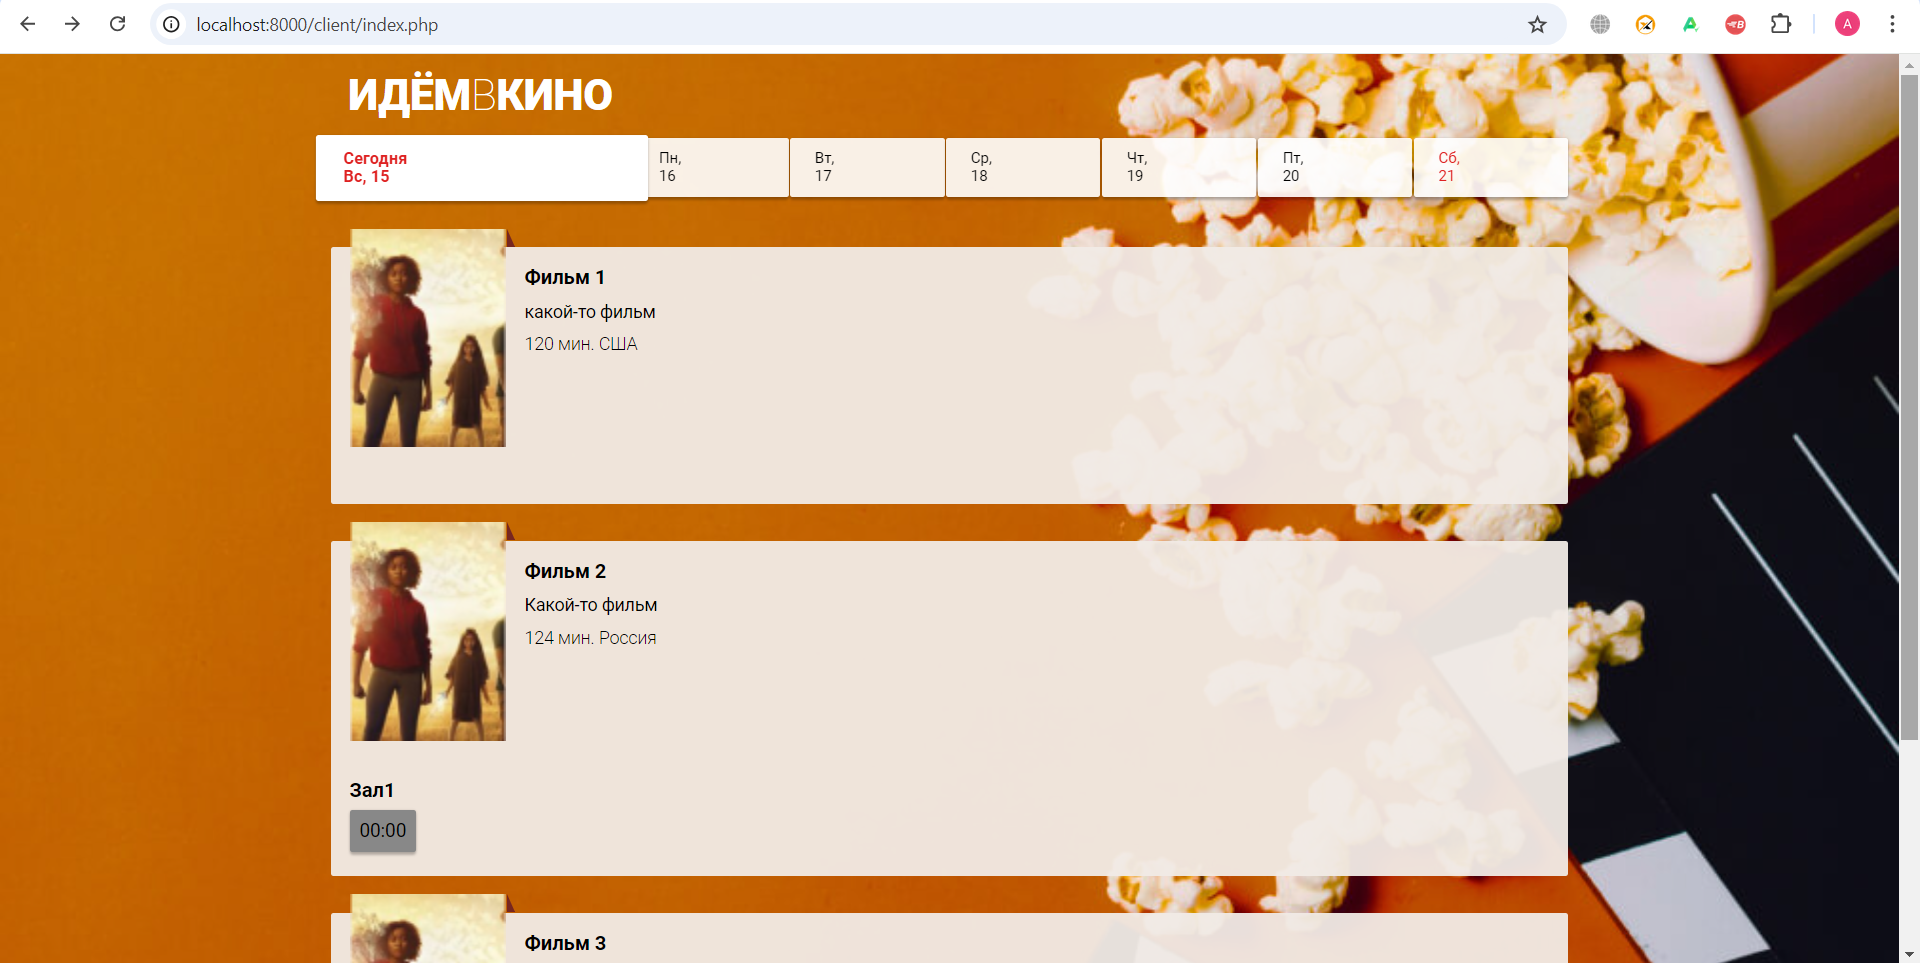 localhost:8000/client/index.php
A
ИДЁМВКИНО
Сегодня
Вс, 15
Пн,
16
Вт,
17
Ср,
18
Чт,
19
Пт,
20
Сб,
21
Фильм 1
какой-то фильм
120 мин. США
Фильм 2
Какой-то фильм
124 мин. Россия
Зал1
00:00
Фильм 3